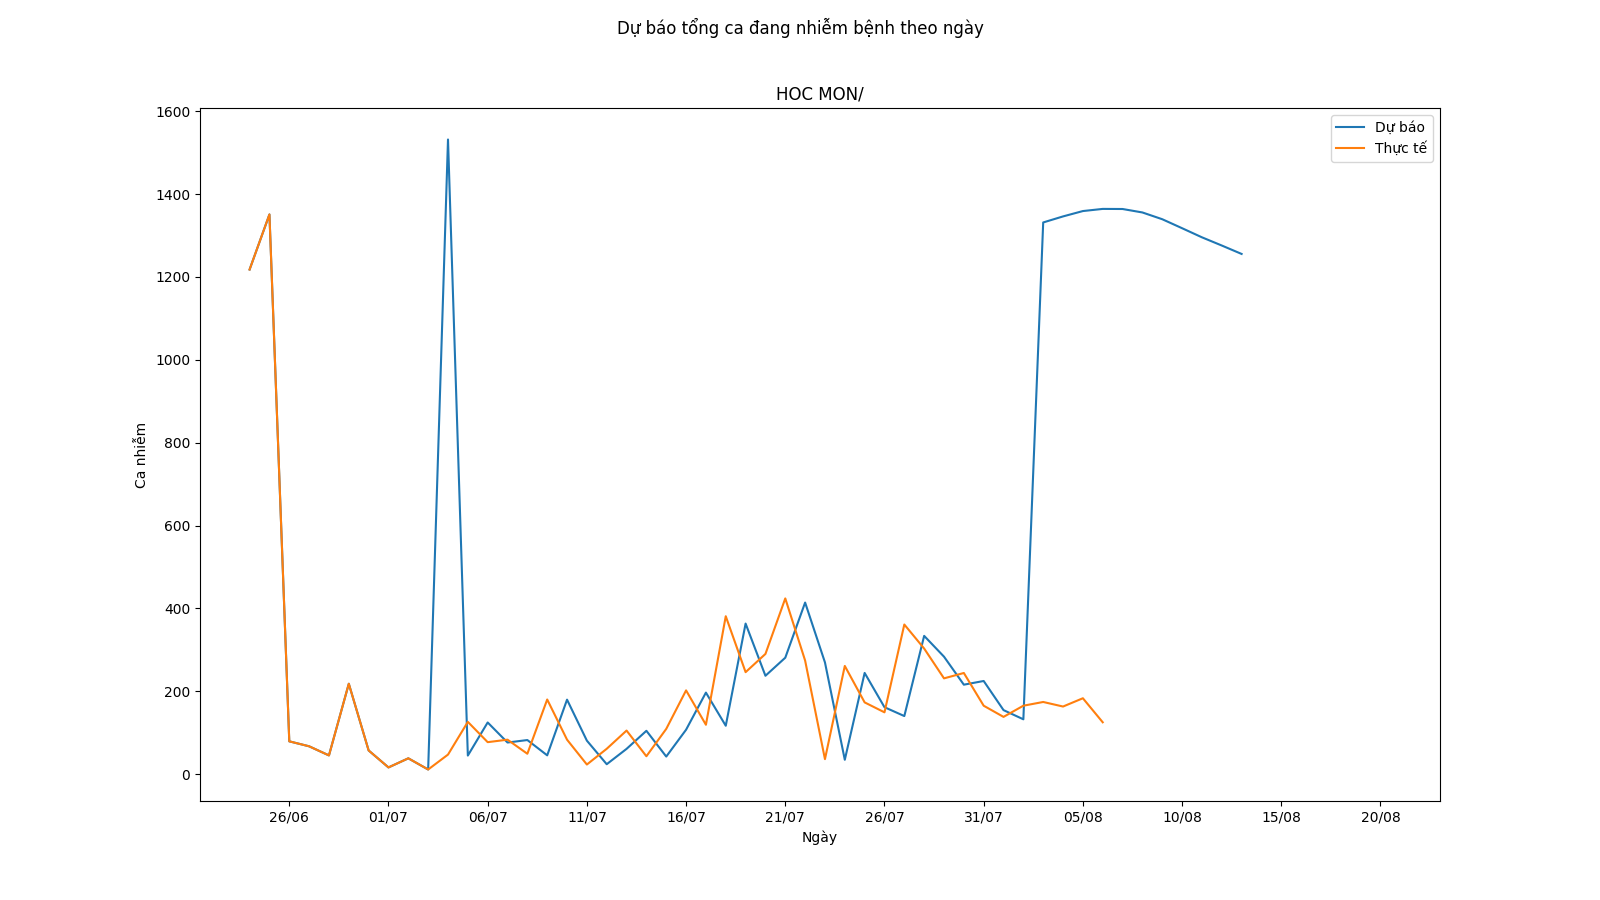 Dự báo tổng ca đang nhiễm bệnh theo ngày
HOC MON/
1600
1400
1200
1000
800
600
400
200
0
Ca nhiễm
Dự báo
Thực tế
26/06 01/07 06/07 11/07 16/07 21/07 26/07 31/07 05/08 10/08 15/08 20/08
Ngày